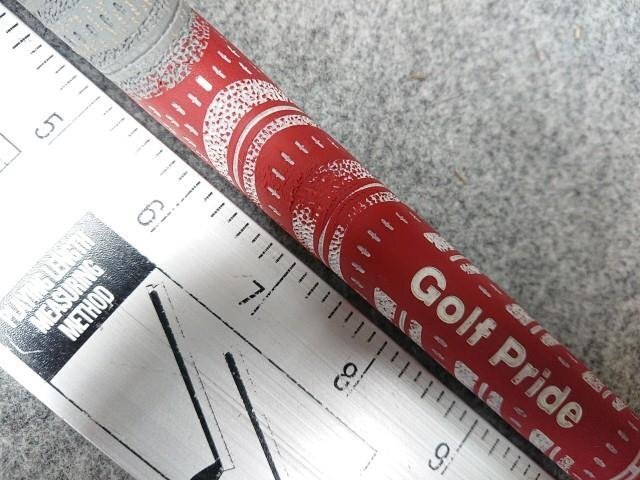 5
6
7
8
9
PLAYING LENGTH
MEASURING
METHOD
Golf Pride